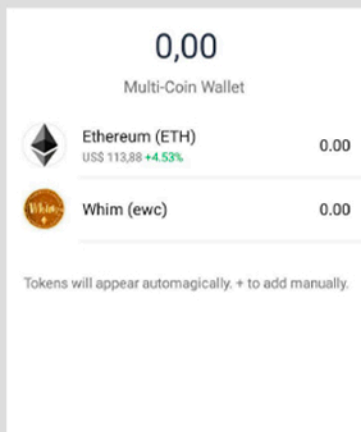 0,00
Multi-Coin Wallet
Ethereum (ETH)
0.00
US$ 113,88 +4.53%
Whim
Whim (ewc)
0.00
Tokens will appear automagically. + to add manually.